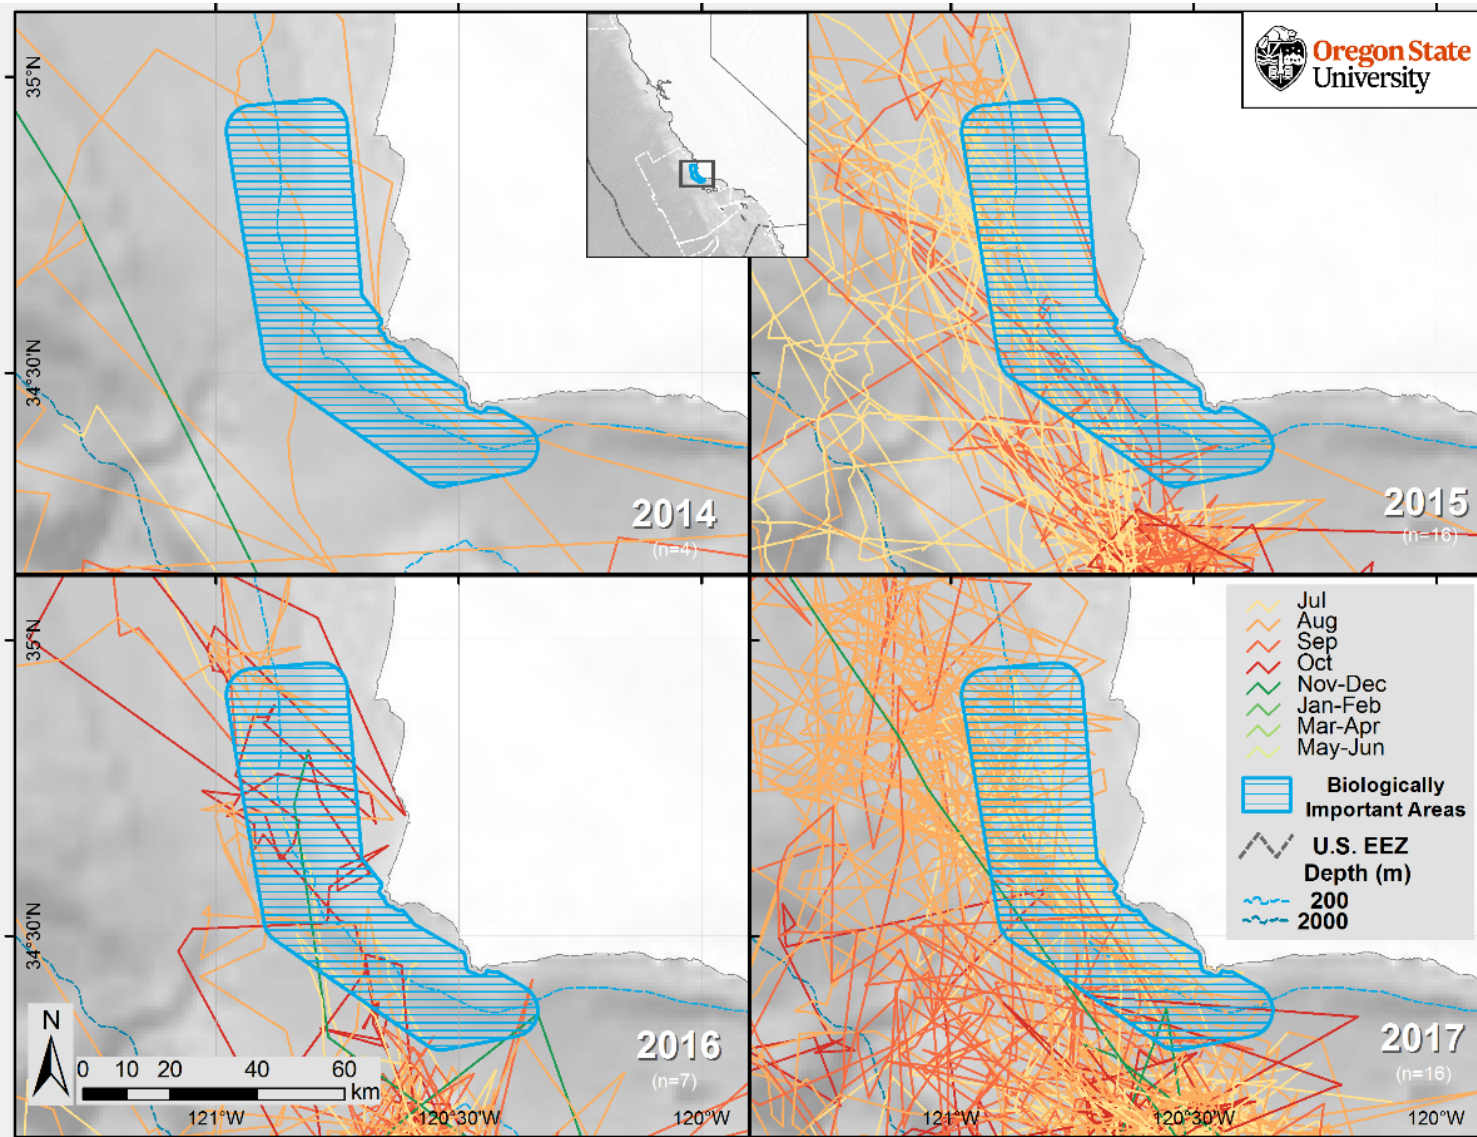 Oregon State
University
35°N
34°30'N
2014
(n=4)
2015
(n=16)
35°N
34°30'N
N
0 10 20 40 60
km
2016
(n=7)
121°W
120°30'W
120°W
Jul
Aug
Sep
Oct
Nov-Dec
Jan-Feb
Mar-Apr
May-Jun
Biologically
Important Areas
U.S. EEZ
Depth (m)
200
2000
2017
(n=16)
121°W
120°30'W
120°W